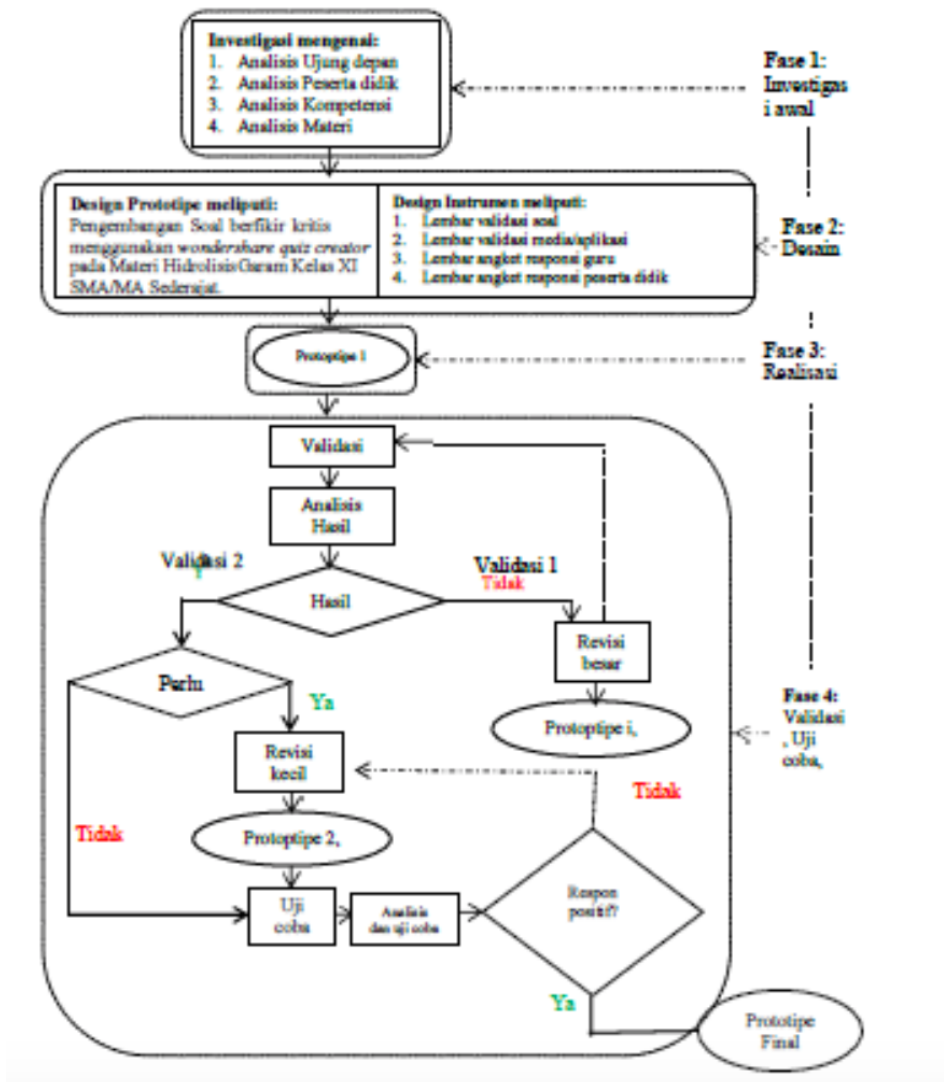 Investigasi mengenai:
1. Analisis Ujung depan
2. Analisis Peserta didik
3. Analisis Kompetensi
4. Analisis Materi
Fase 1:
Investigas
i awal
Design Prototipe meliputi:
Pengembangan Soal berfikir kritis
menggunakan wondershare quiz creator
pada Materi HidrolisisGaram Kelas XI
SMA/MA Sederajat.
Design Instrumen meliputi:
1. Lembar validasi soal
2. Lembar validasi media/aplikasi
3. Lembar angket responsi guru
4. Lembar angket responsi peserta didik
Fase 2:
Desain
Protoptipe 1
Fase 3:
Realisasi
Validasi
Analisis
Hasil
Validasi 2
Validasi 1
Tidak
Hasil
Revisi
besar
Perlu
Ya
Protoptipe i,
Fase 4:
Validasi
, Uji
coba,
Revisi
kecil
Tidak
Tidak
Protoptipe 2,
Uji
coba
Analisis
dan uji coba
Respon
positif?
Ya
Prototipe
Final